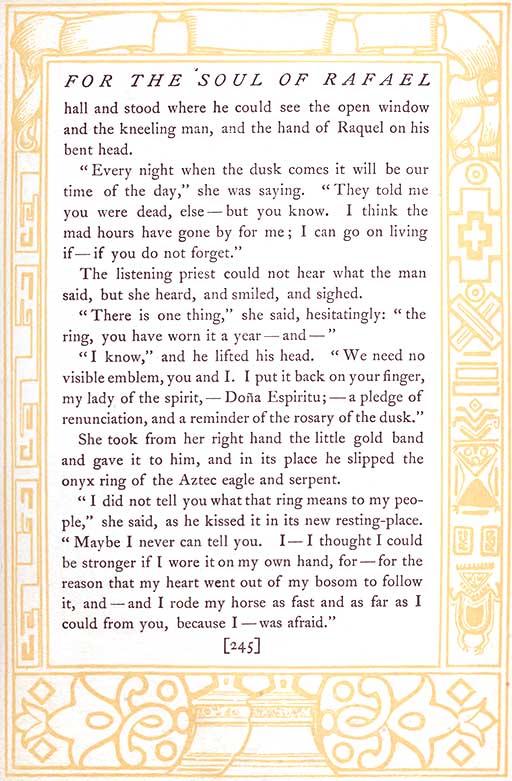 FOR THE SOUL OF RAFAEL
hall and stood where he could see the open window
and the kneeling man, and the hand of Raquel on his
bent head.
“Every night when the dusk comes it will be our
time of the day,” she was saying. “They told me
you were dead, else—but you know. I think the
mad hours have gone by for me; I can go on living
if—if you do not forget.”
The listening priest could not hear what the man
said, but she heard, and smiled, and sighed.
“There is one thing,” she said, hesitatingly: “the
ring, you have worn it a year—and—”
“I know,” and he lifted his head. “We need no
visible emblem, you and I. I put it back on your finger,
my lady of the spirit,—Doña Espiritu;—a pledge of
renunciation, and a reminder of the rosary of the dusk.”
She took from her right hand the little gold band
and gave it to him, and in its place he slipped the
onyx ring of the Aztec eagle and serpent.
“I did not tell you what that ring means to my peo-
ple,” she said, as he kissed it in its new resting-place.
“Maybe I never can tell you. I—I thought I could
be stronger if I wore it on my own hand, for—for the
reason that my heart went out of my bosom to follow
it, and—and I rode my horse as fast and as far as I
could from you, because I—was afraid.”
[245]